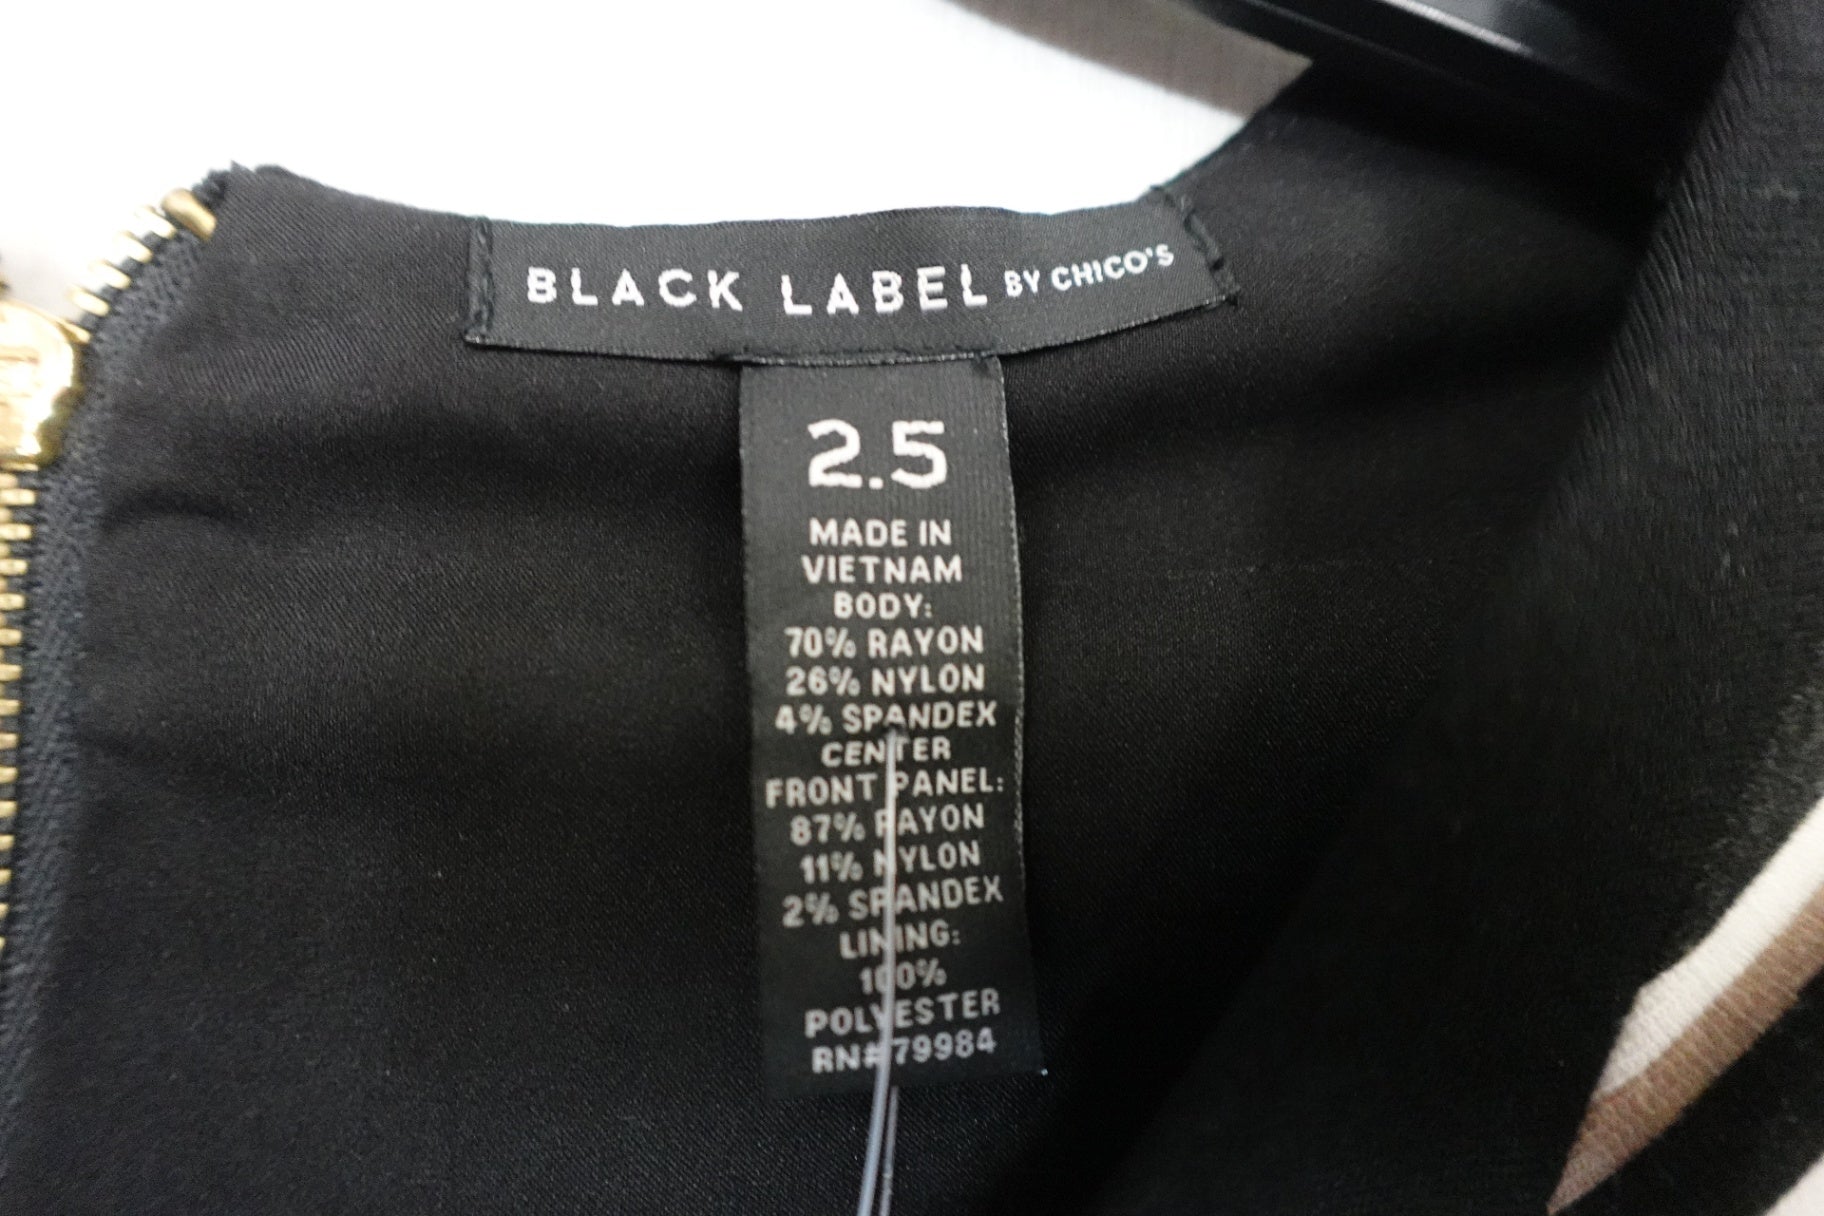 BLACK LABEL BY CHICO'S
2.5
MADE IN
VIETNAM
BODY:
70% RAYON
26% NYLON
4% SPANDEX
CENTER
FRONT PANEL:
87% RAYON
11% NYLON
2% SPANDEX
LINING:
100%
POLYESTER
RN# 79984